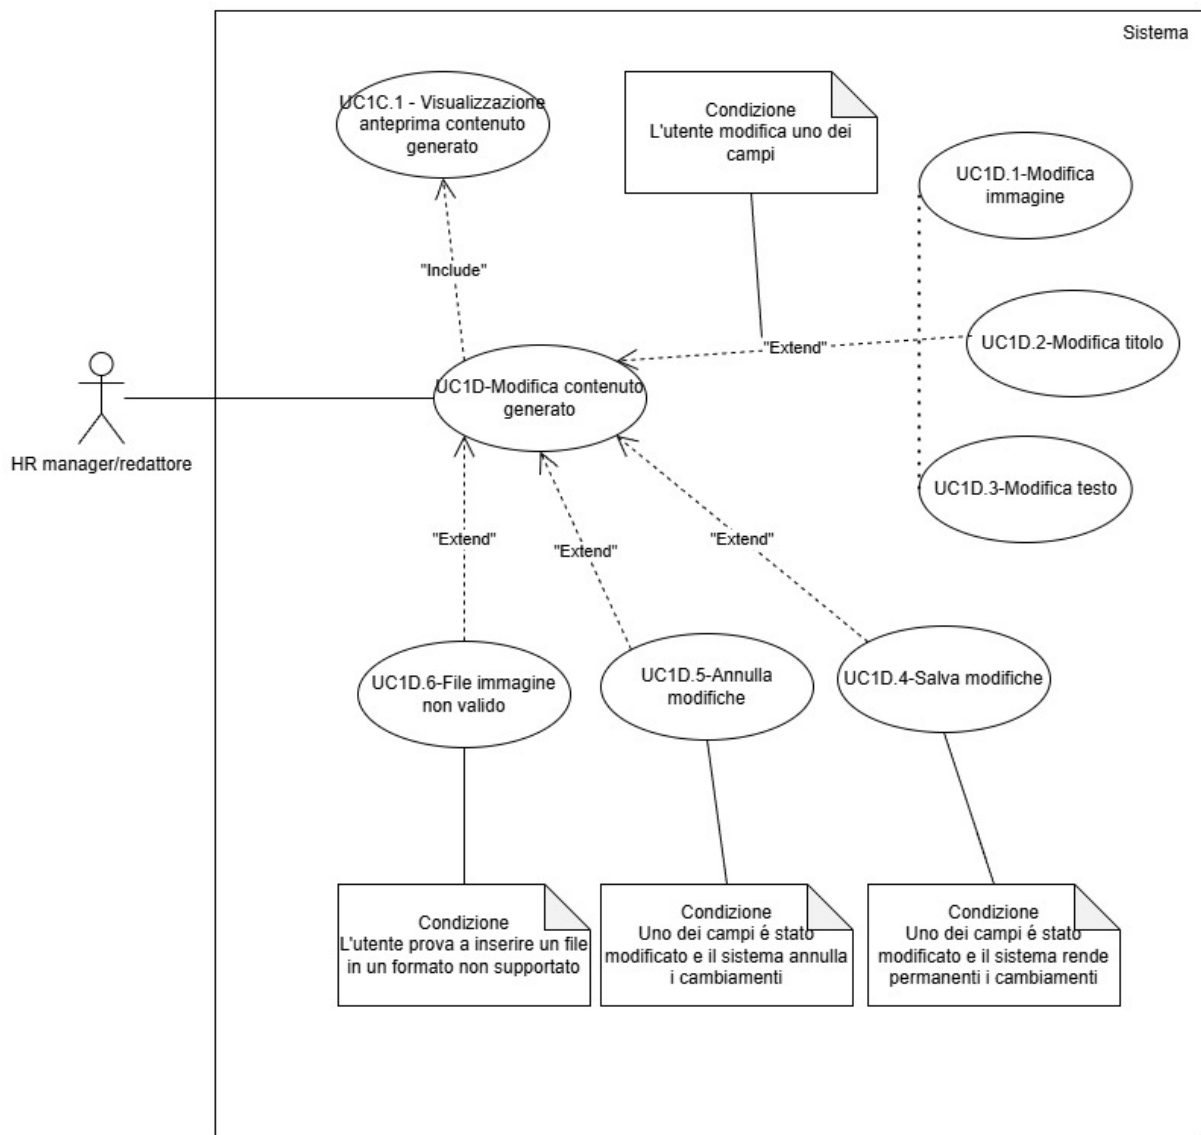 Sistema
UC1C.1 - Visualizzazione
anteprima contenuto
generato
Condizione
L'utente modifica uno dei
campi
UC1D.1-Modifica
immagine
"Include"
"Extend"
UC1D.2-Modifica titolo
UC1D-Modifica contenuto
generato
HR manager/redattore
UC1D.3-Modifica testo
"Extend"
"Extend"
"Extend"
UC1D.6-File immagine
non valido
UC1D.5-Annulla
modifiche
UC1D.4-Salva modifiche
Condizione
L'utente prova a inserire un file
in un formato non supportato
Condizione
Uno dei campi é stato
modificato e il sistema annulla
i cambiamenti
Condizione
Uno dei campi é stato
modificato e il sistema rende
permanenti i cambiamenti